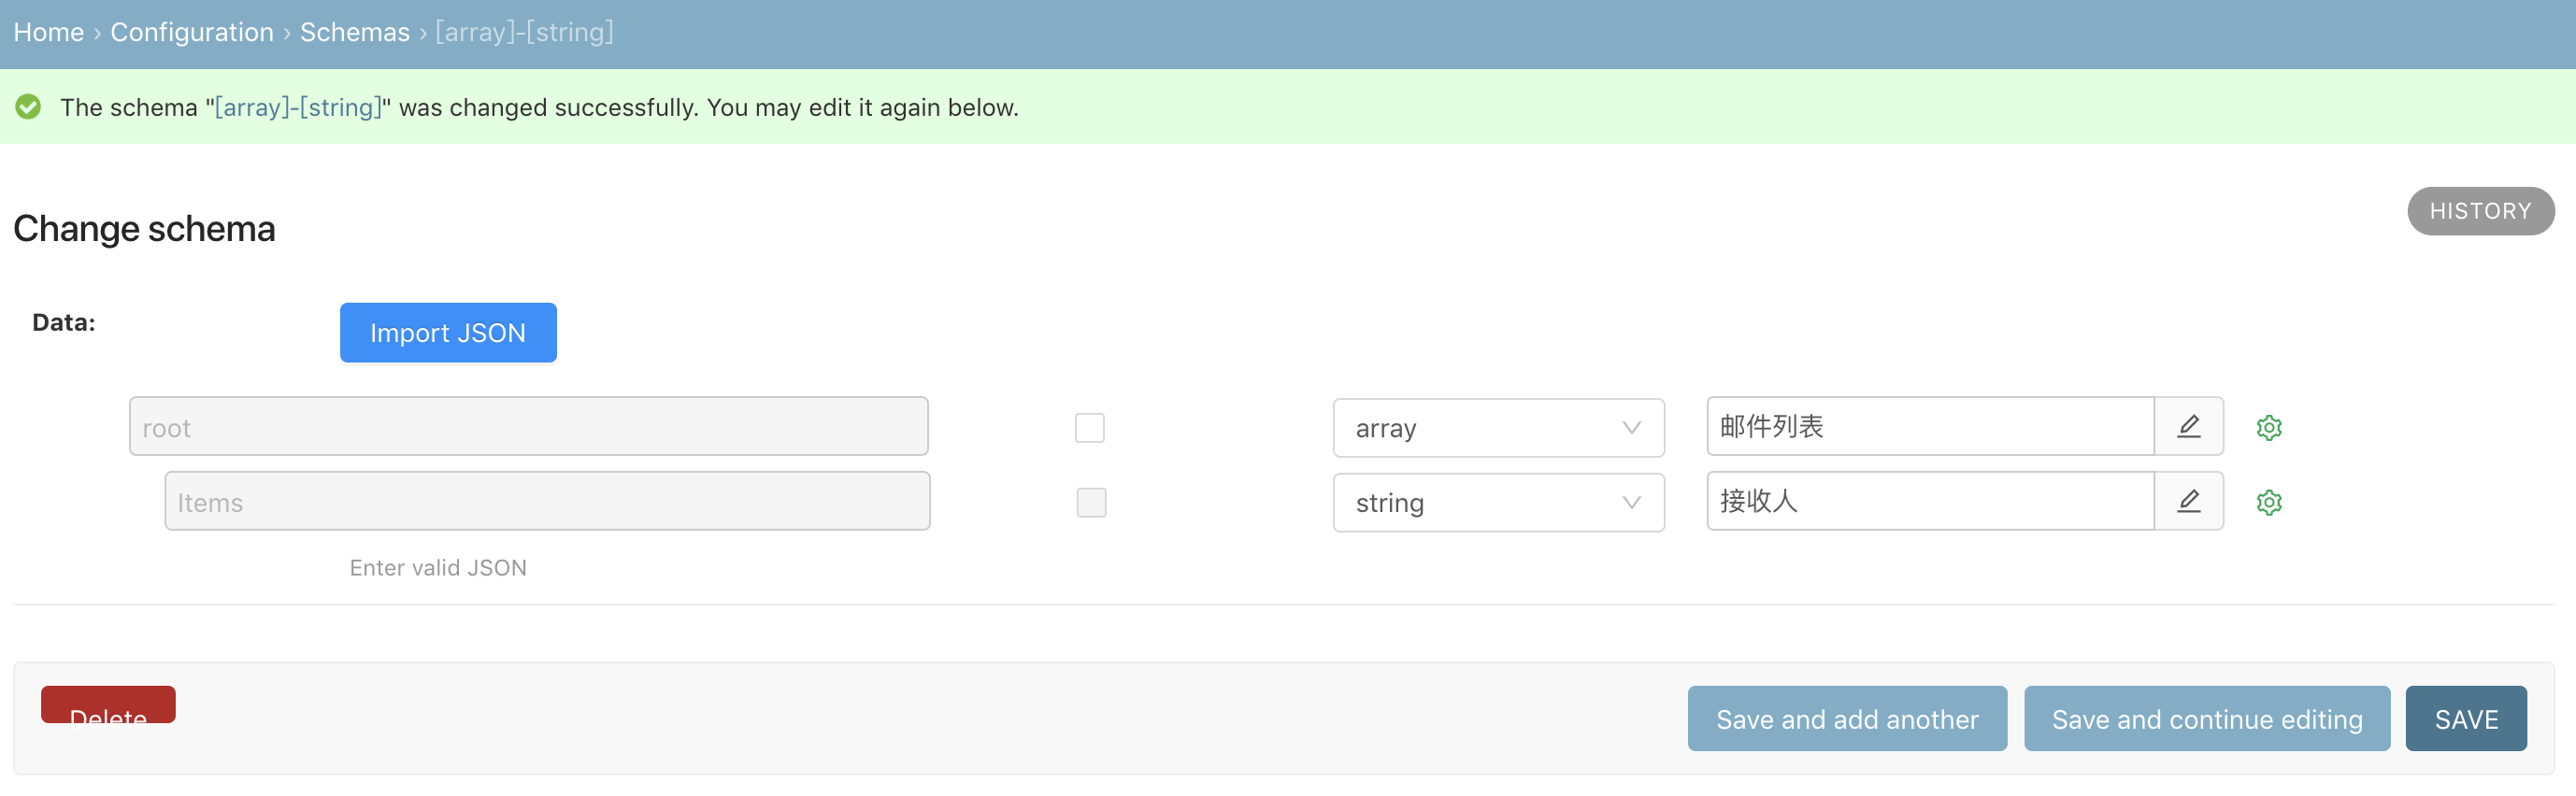 Home › Configuration › Schemas › [array]-[string]
The schema "[array]-[string]" was changed successfully. You may edit it again below.
HISTORY
Change schema
Data:
Import JSON
root array 邮件列表
Items string 接收人
Enter valid JSON
Delete Save and add another Save and continue editing SAVE